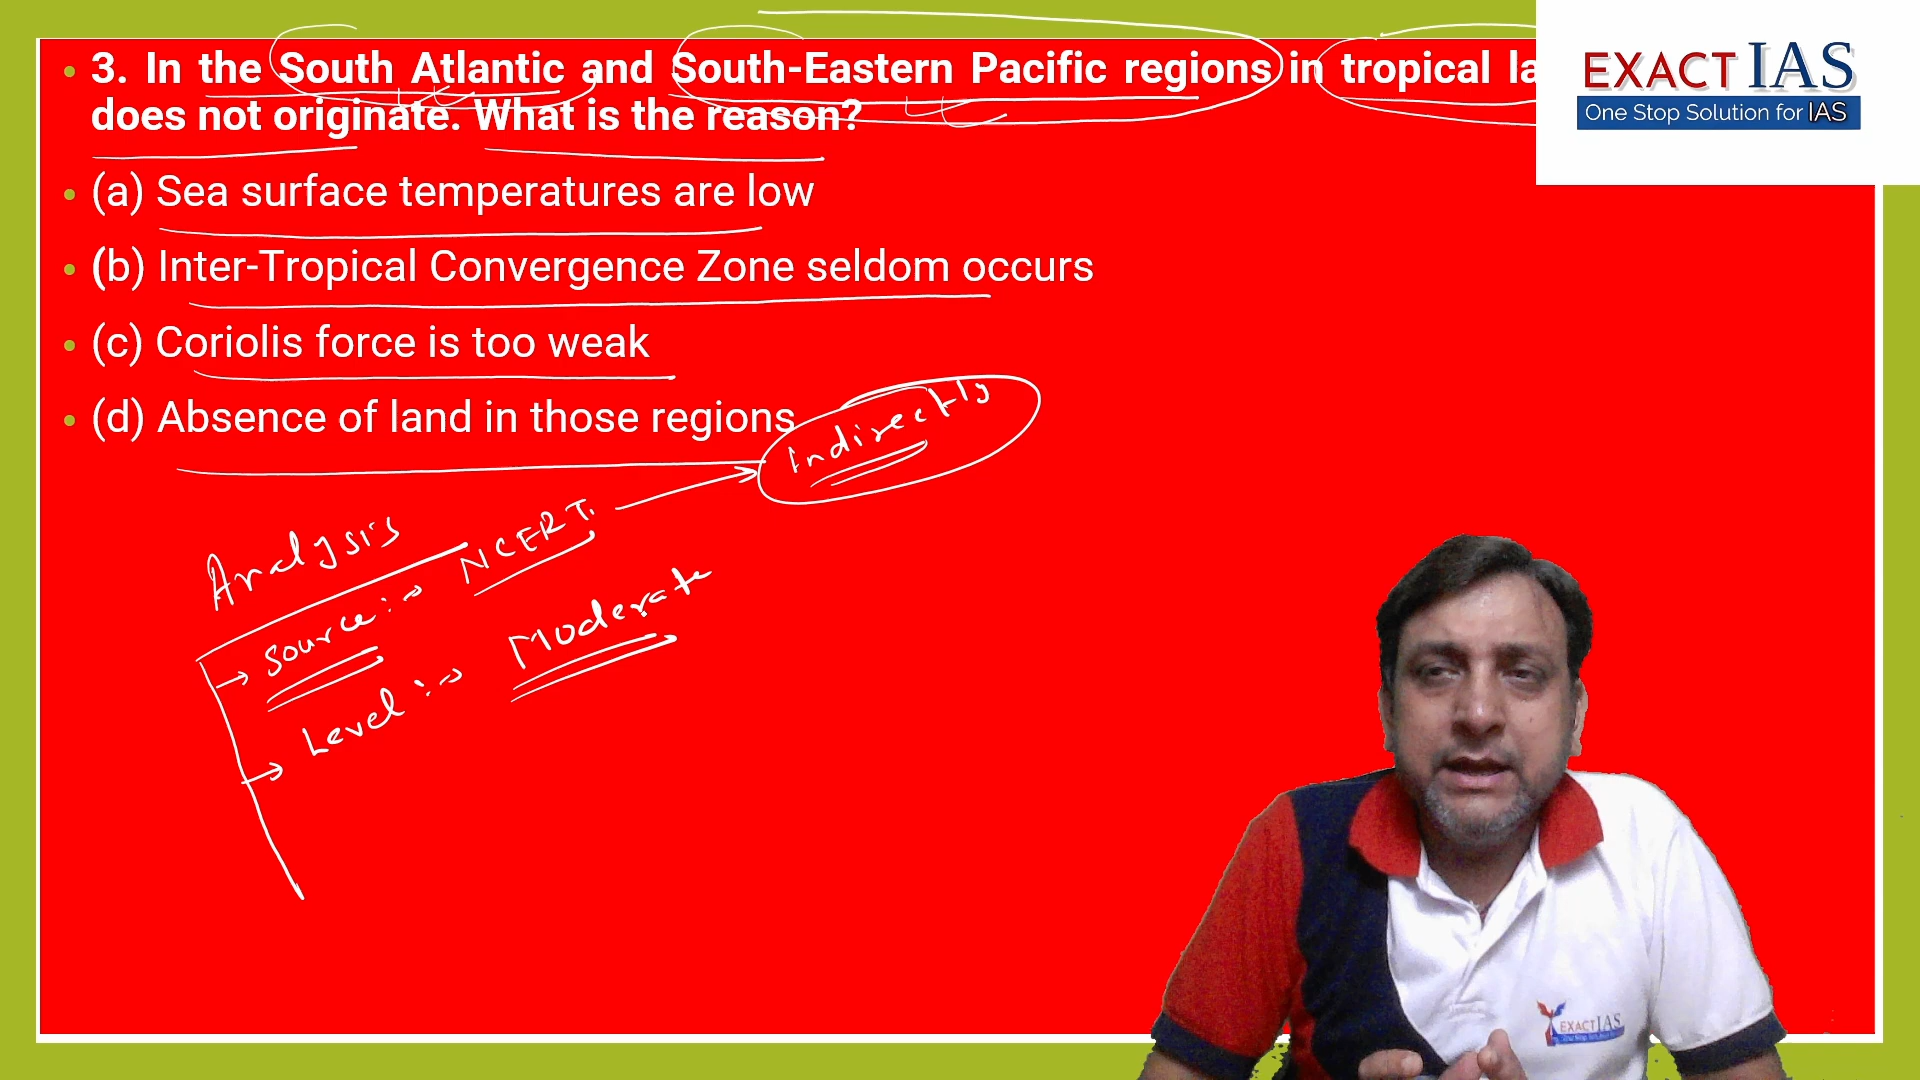 • 3. In the South Atlantic and South-Eastern Pacific regions in tropical
does not originate. What is the reason?
• (a) Sea surface temperatures are low
• (b) Inter-Tropical Convergence Zone seldom occurs
• (c) Coriolis force is too weak
• (d) Absence of land in those regions
Indirectly
Analysis
→ Source:→ NCERT.
→ Level:→ Moderate
EXACT IAS
One Stop Solution for IAS
EXACT IAS